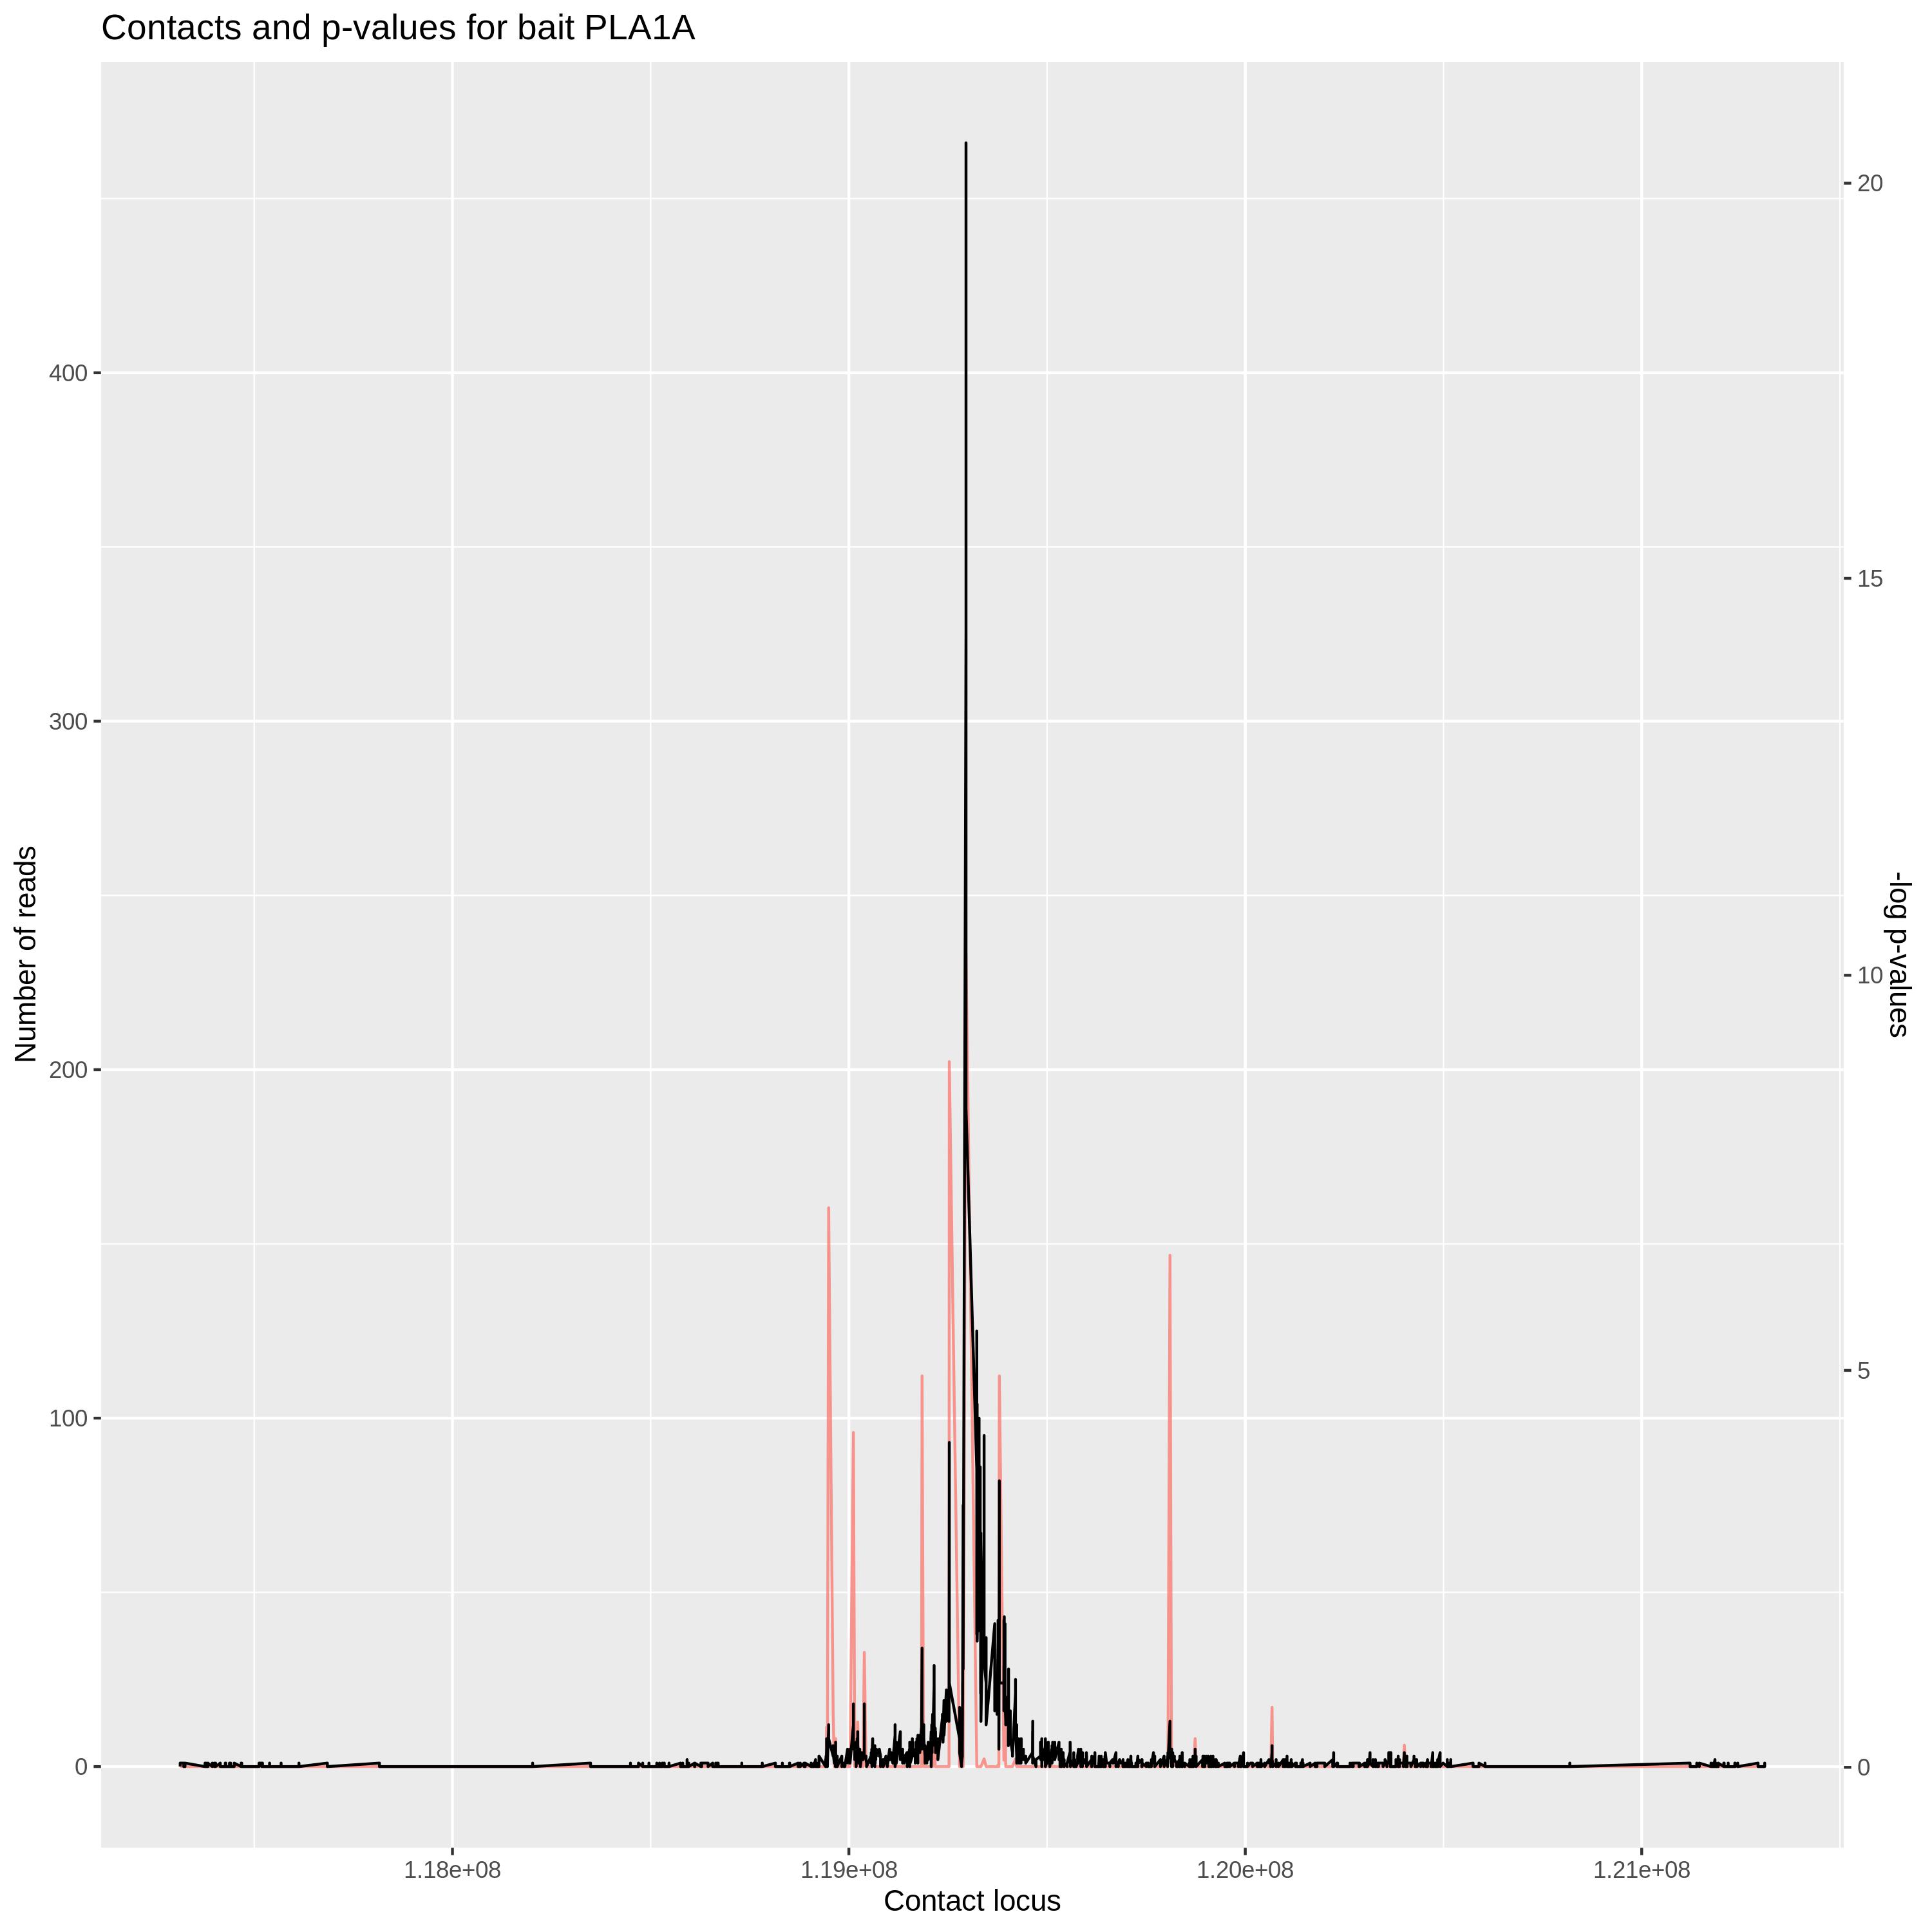 Contacts and p-values for bait PLA1A
Number of reads
400
300
200
100
0
20
15
10
5
0
-log p-values
1.18e+08
1.19e+08
1.20e+08
1.21e+08
Contact locus